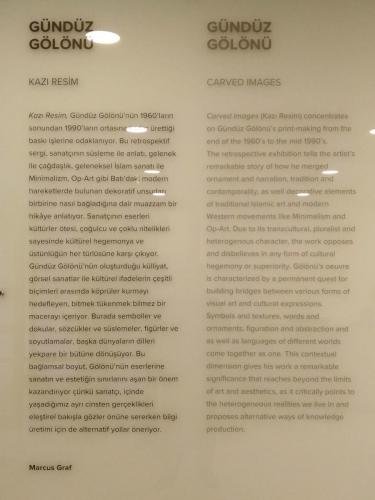 GÜNDÜZ
GÖLÖNÜ
KAZI RESİM
Kazı Resim, Gündüz Gölönü'nün 1960'ların
sonundan 1990'ların ortasına ürettiği
baskı işlerine odaklanıyor. Bu retrospektif
sergi, sanatçının süsleme ile anlatı, gelenek
ile çağdaşlık, geleneksel İslam sanatı ile
Minimalizm, Op-Art gibi Batı'daki modern
hareketlerde bulunan dekoratif unsurları
birbirine nasıl bağladığına dair muazzam bir
hikâye anlatıyor. Sanatçının eserleri
kültürler ötesi, çoğulcu ve çoklu nitelikleri
sayesinde kültürel hegemonya ve
üstünlüğün her türlüsüne karşı çıkıyor.
Gündüz Gölönü'nün oluşturduğu külliyat,
görsel sanatlar ile kültürel ifadelerin çeşitli
biçimleri arasında köprüler kurmayı
hedefleyen, bitmek tükenmek bilmez bir
macerayı içeriyor. Burada semboller ve
dokular, sözcükler ve süslemeler, figürler ve
soyutlamalar, başka dünyaların dilleri
yekpare bir bütüne dönüşüyor. Bu
bağlamsal boyut, Gölönü'nün eserlerine
sanatın ve estetiğin sınırlarını aşan bir önem
kazandırıyor çünkü sanatçı, içinde
yaşadığımız ayrı cinsten gerçeklikleri
eleştirel bakışla gözler önüne sererken bilgi
üretimi için de alternatif yollar öneriyor.
Marcus Graf
GÜNDÜZ
GÖLÖNÜ
CARVED IMAGES
Carved Images (Kazı Resim) concentrates
on Gündüz Gölönü's print-making from the
end of the 1960's to the mid 1990's.
The retrospective exhibition tells the artist's
remarkable story of how he merged
ornament and narration, tradition and
contemporality, as well decorative elements
of traditional Islamic art and modern
Western movements like Minimalism and
Op-Art. Due to its transcultural, pluralist and
heterogenous character, the work opposes
and disbelieves in any form of cultural
hegemony or superiority. Gölönü's oeuvre
is characterized by a permanent quest for
building bridges between various forms of
visual art and cultural expressions.
Symbols and textures, words and
ornaments, figuration and abstraction and
as well as languages of different worlds
come together as one. This contextual
dimension gives his work a remarkable
significance that reaches beyond the limits
of art and aesthetics, as it critically points to
the heterogeneous realities we live in and
proposes alternative ways of knowledge
production.